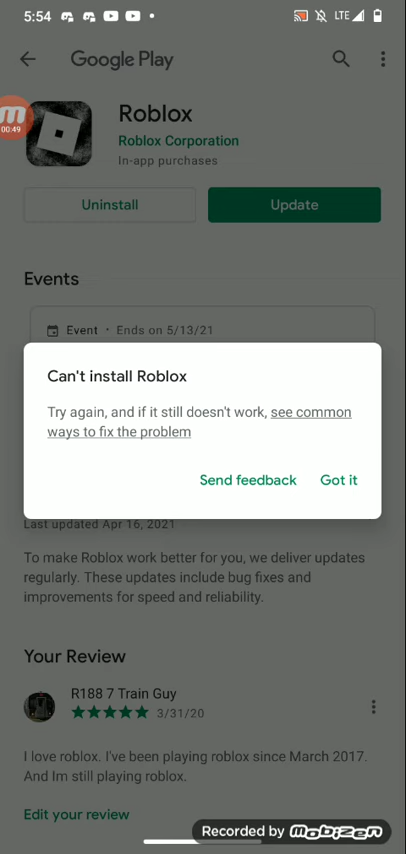 5:54 LTE
Google Play
00:49
Roblox
Roblox Corporation
In-app purchases
Uninstall Update
Events
Event · Ends on 5/13/21
Can't install Roblox
Try again, and if it still doesn't work, see common
ways to fix the problem
Send feedback Got it
Last updated Apr 16, 2021
To make Roblox work better for you, we deliver updates
regularly. These updates include bug fixes and
improvements for speed and reliability.
Your Review
R188 7 Train Guy
3/31/20
I love roblox. I've been playing roblox since March 2017.
And Im still playing roblox.
Edit your review
Recorded by mobizen